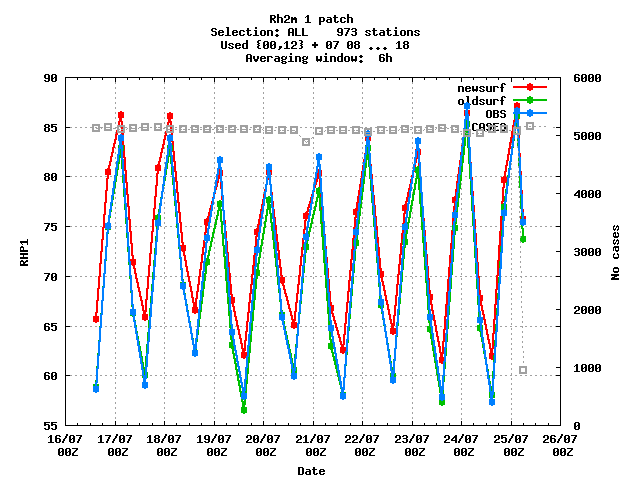 Rh2m 1 patch
Selection: ALL    973 stations
Used {00,12} + 07 08 ... 18
Averaging window:  6h
newsurf
oldsurf
OBS
CASES
90
85
80
75
70
65
60
55
RHP1
6000
5000
4000
3000
2000
1000
0
No cases
16/07 17/07 18/07 19/07 20/07 21/07 22/07 23/07 24/07 25/07 26/07
00Z 00Z 00Z 00Z 00Z 00Z 00Z 00Z 00Z 00Z 00Z
Date